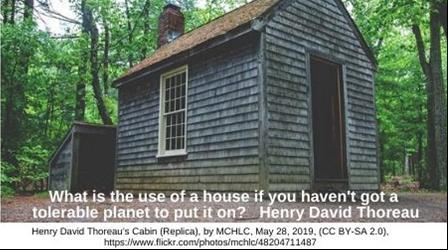 What is the use of a house if you haven't got a
tolerable planet to put it on?   Henry David Thoreau
Henry David Thoreau's Cabin (Replica), by MCHLC, May 28, 2019, (CC BY-SA 2.0),
https://www.flickr.com/photos/mchlc/48204711487